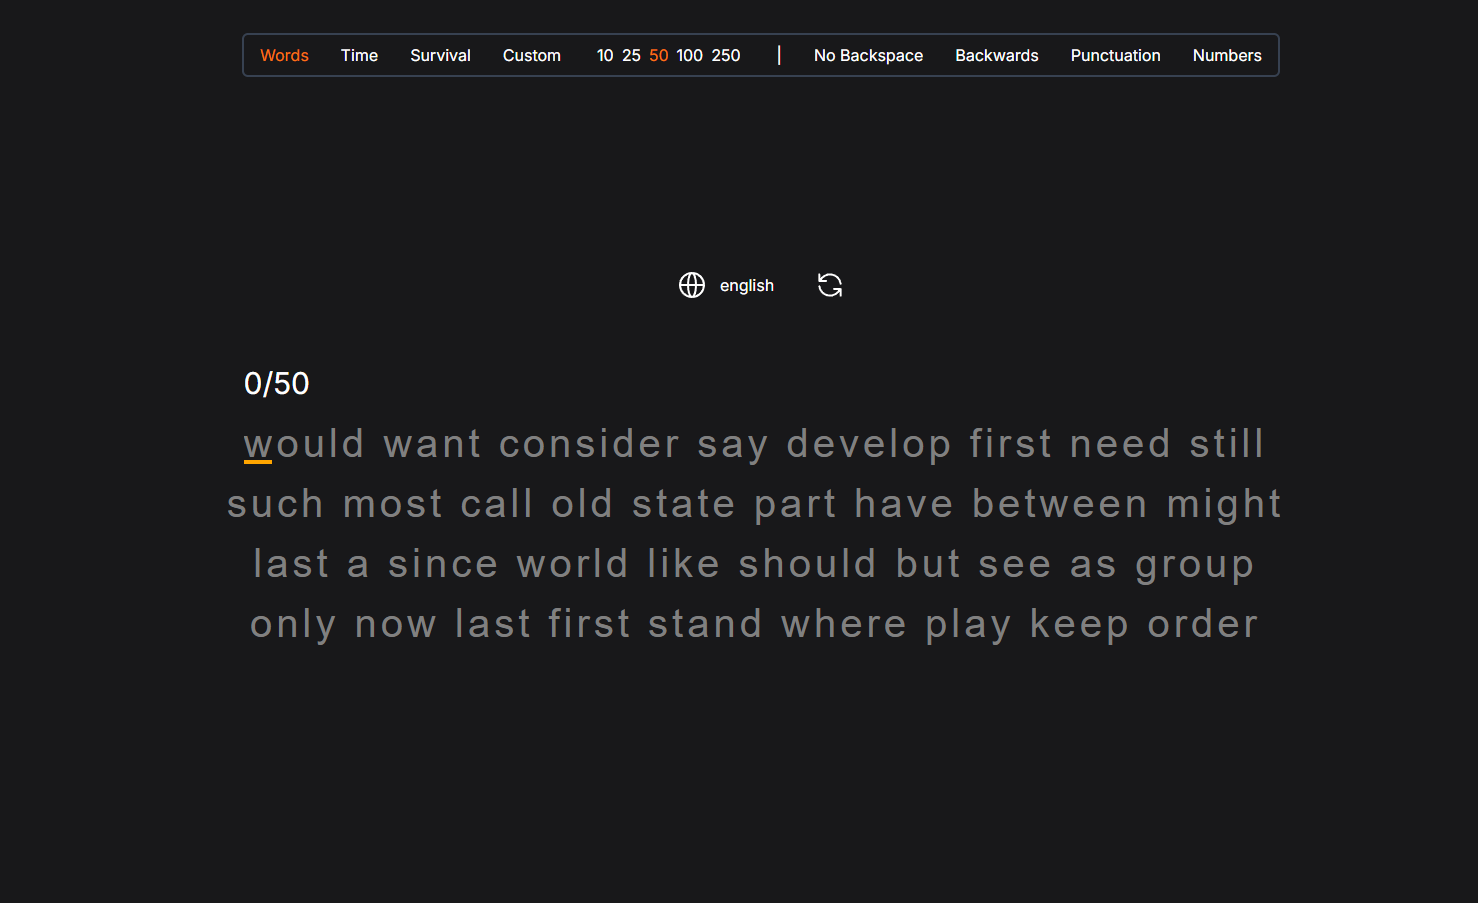 Words Time Survival Custom 10 25 50 100 250 | No Backspace Backwards Punctuation Numbers
english
0/50
would want consider say develop first need still
such most call old state part have between might
last a since world like should but see as group
only now last first stand where play keep order